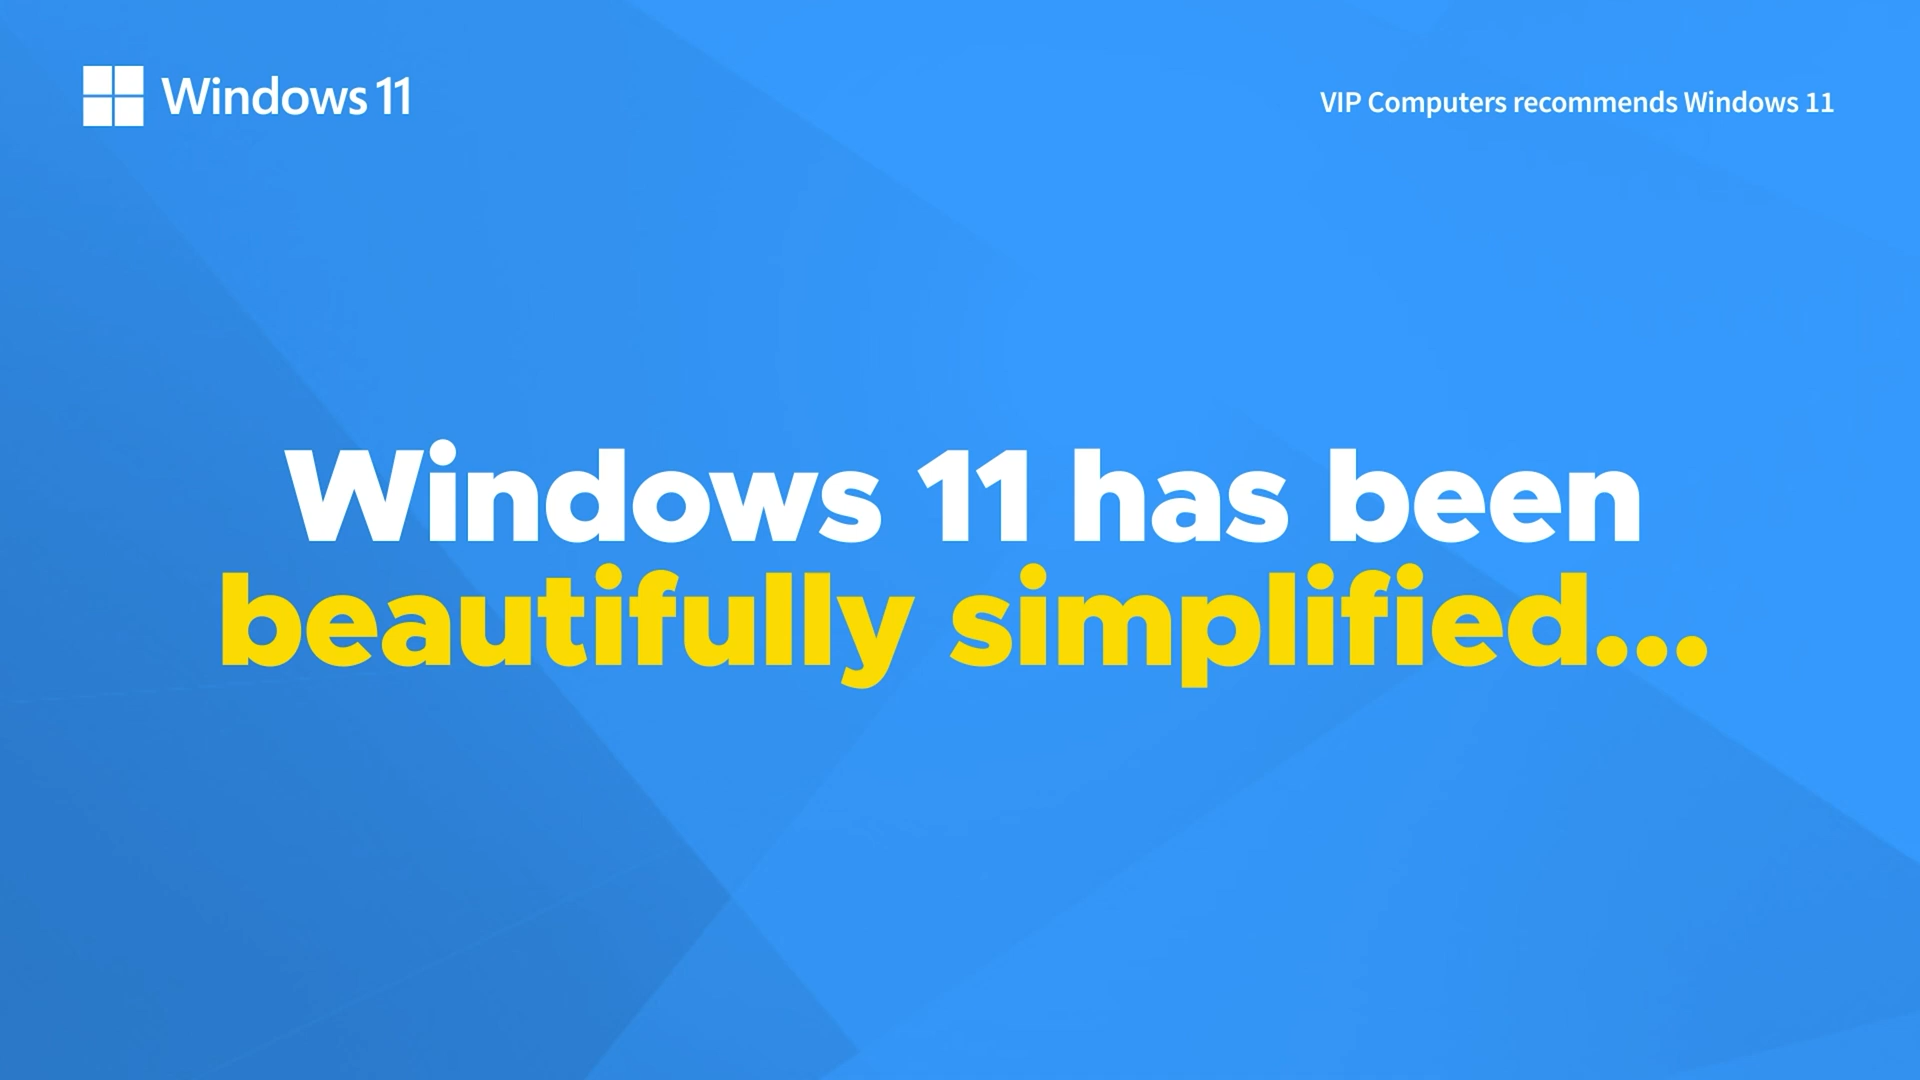 Windows 11
VIP Computers recommends Windows 11
Windows 11 has been
beautifully simplified...